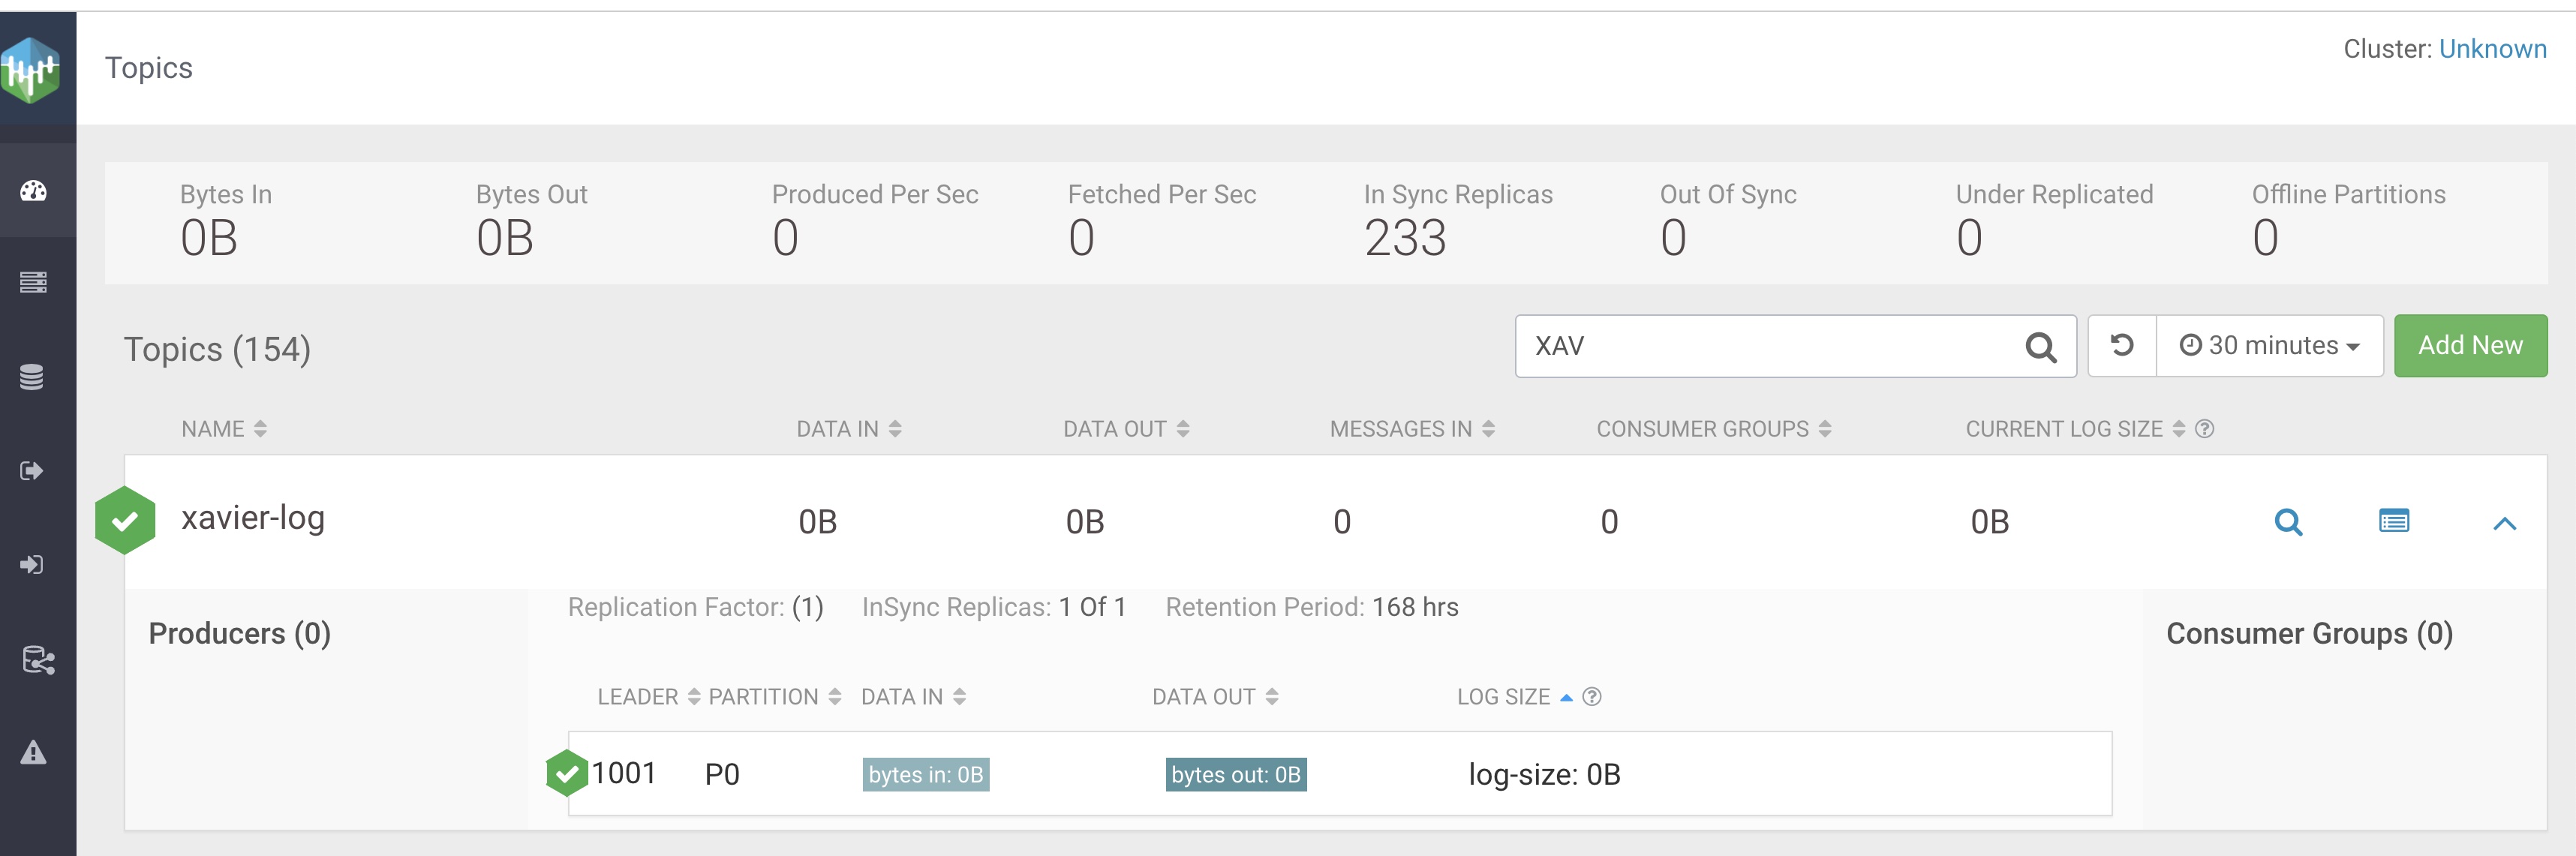 Topics
Cluster: Unknown
Bytes In Bytes Out Produced Per Sec Fetched Per Sec In Sync Replicas Out Of Sync Under Replicated Offline Partitions
0B 0B 0 0 233 0 0 0
Topics (154) XAV 30 minutes Add New
NAME DATA IN DATA OUT MESSAGES IN CONSUMER GROUPS CURRENT LOG SIZE ?
xavier-log 0B 0B 0 0 0B
Replication Factor: (1) InSync Replicas: 1 Of 1 Retention Period: 168 hrs
Producers (0) Consumer Groups (0)
LEADER PARTITION DATA IN DATA OUT LOG SIZE ?
1001 P0 bytes in: 0B bytes out: 0B log-size: 0B